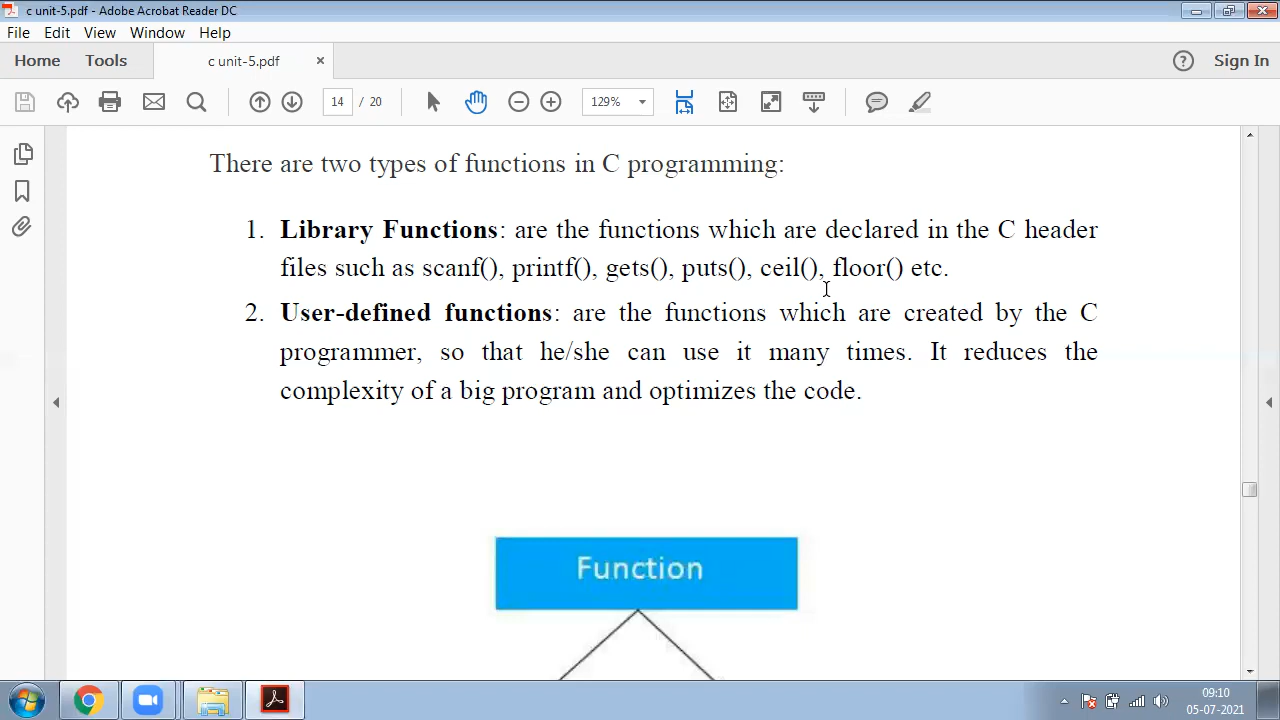 c unit-5.pdf - Adobe Acrobat Reader DC
File Edit View Window Help
Home Tools c unit-5.pdf × ? Sign In
14 / 20 129%
There are two types of functions in C programming:
1. Library Functions: are the functions which are declared in the C header
files such as scanf(), printf(), gets(), puts(), ceil(), floor() etc.
2. User-defined functions: are the functions which are created by the C
programmer, so that he/she can use it many times. It reduces the
complexity of a big program and optimizes the code.
Function
09:10
05-07-2021